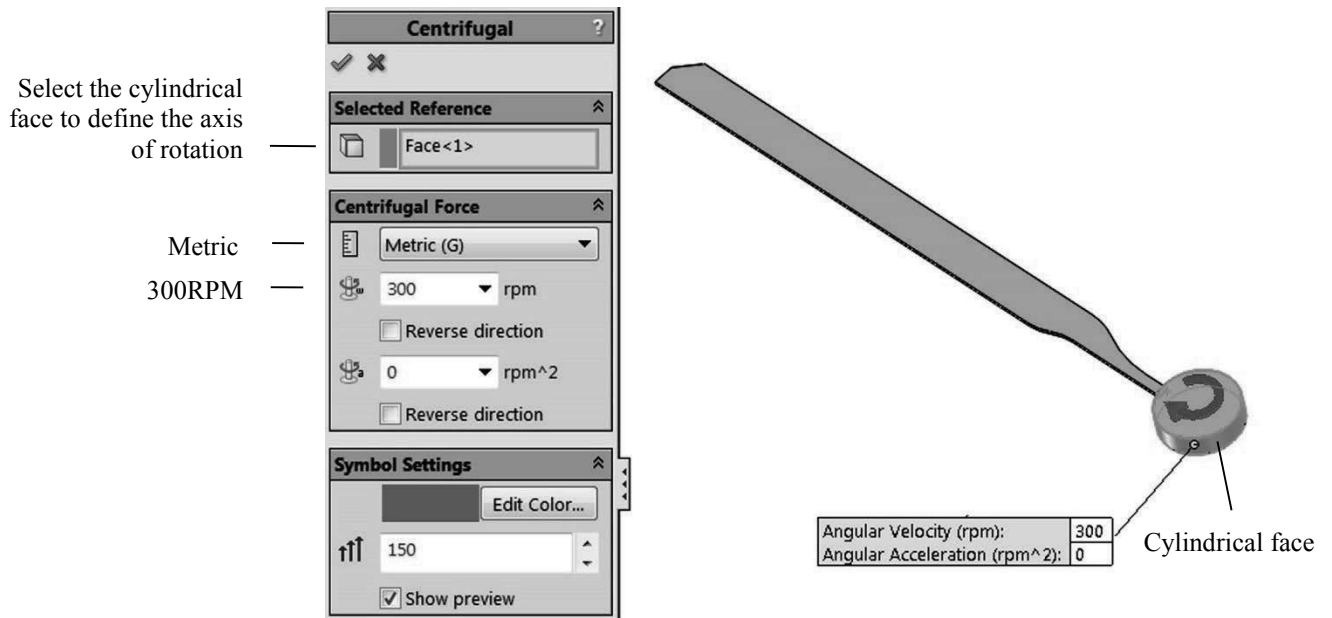 Centrifugal ?
Select the cylindrical
face to define the axis
of rotation
Selected Reference
Face<1>
Centrifugal Force
Metric
Metric (G)
300RPM
300 rpm
Reverse direction
0 rpm^2
Reverse direction
Symbol Settings
Edit Color...
150
Show preview
Angular Velocity (rpm): 300
Angular Acceleration (rpm^2): 0
Cylindrical face